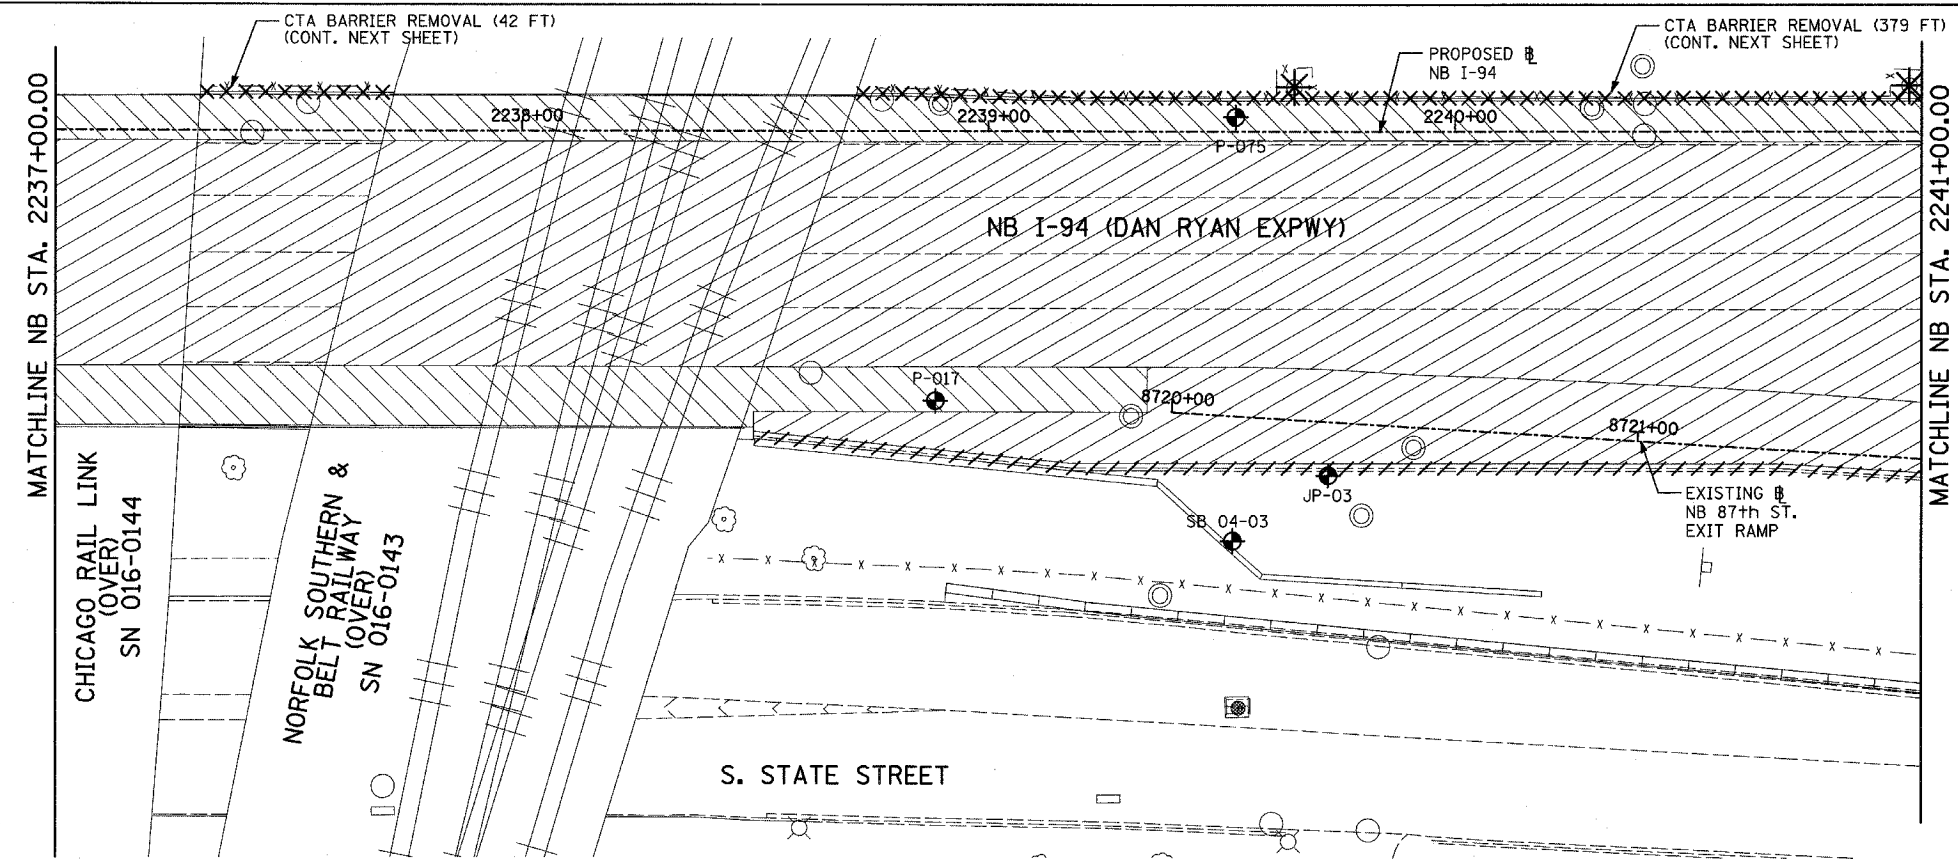 CTA BARRIER REMOVAL (42 FT)
(CONT. NEXT SHEET)
CTA BARRIER REMOVAL (379 FT)
(CONT. NEXT SHEET)
PROPOSED ℄
NB I-94
MATCHLINE NB STA. 2237+00.00
2238+00
2239+00
2240+00
P-075
MATCHLINE NB STA. 2241+00.00
NB I-94 (DAN RYAN EXPWY)
P-017
8720+00
8721+00
JP-03
EXISTING ℄
NB 87th ST.
EXIT RAMP
SB 04-03
CHICAGO RAIL LINK
(OVER)
SN 016-0144
NORFOLK SOUTHERN &
BELT RAILWAY
(OVER)
SN 016-0143
S. STATE STREET